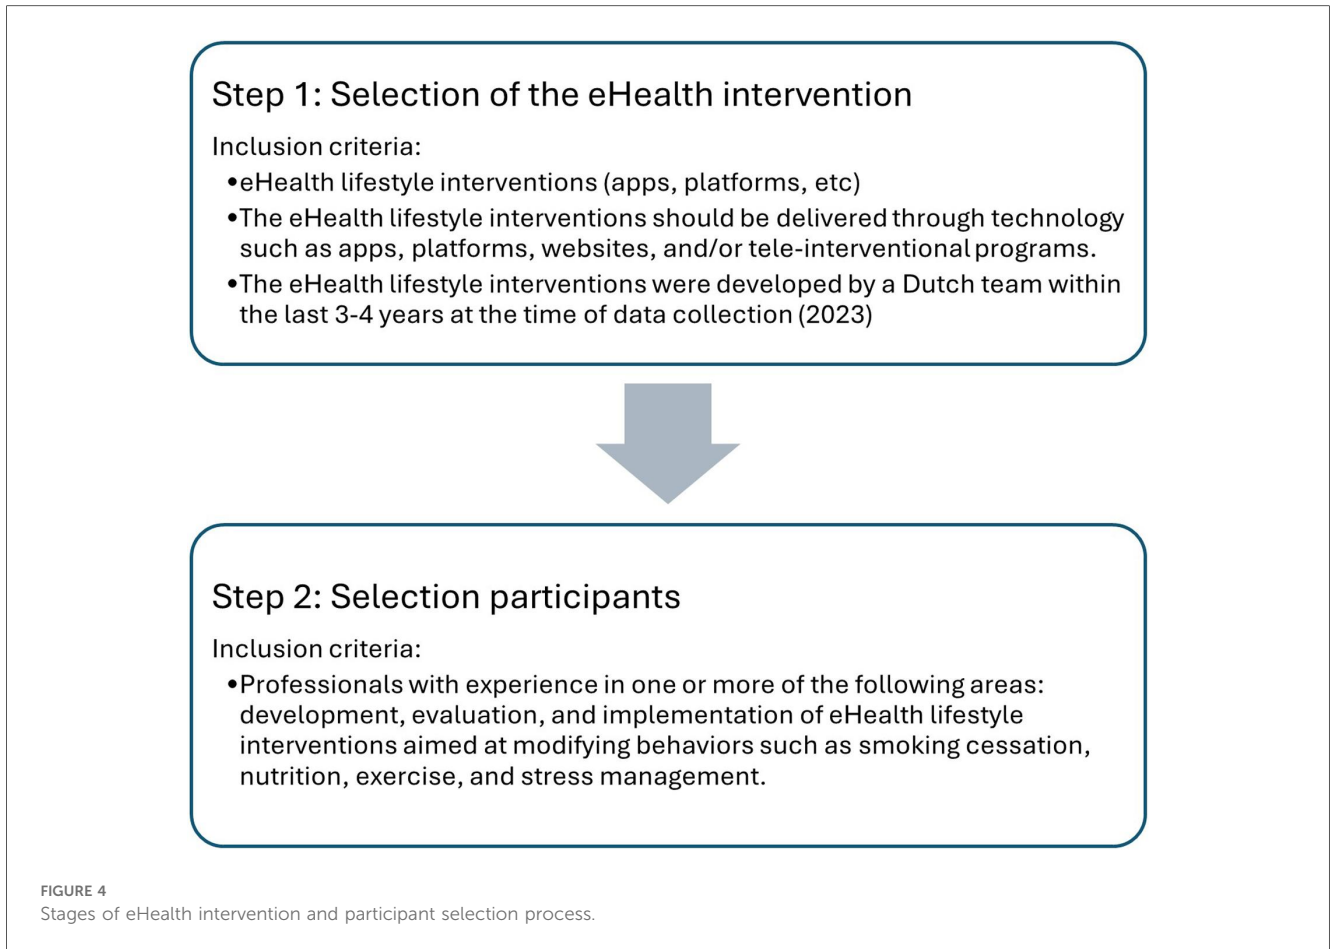 Step 1: Selection of the eHealth intervention
Inclusion criteria:
•eHealth lifestyle interventions (apps, platforms, etc)
•The eHealth lifestyle interventions should be delivered through technology
such as apps, platforms, websites, and/or tele-interventional programs.
•The eHealth lifestyle interventions were developed by a Dutch team within
the last 3-4 years at the time of data collection (2023)
Step 2: Selection participants
Inclusion criteria:
•Professionals with experience in one or more of the following areas:
development, evaluation, and implementation of eHealth lifestyle
interventions aimed at modifying behaviors such as smoking cessation,
nutrition, exercise, and stress management.
FIGURE 4
Stages of eHealth intervention and participant selection process.